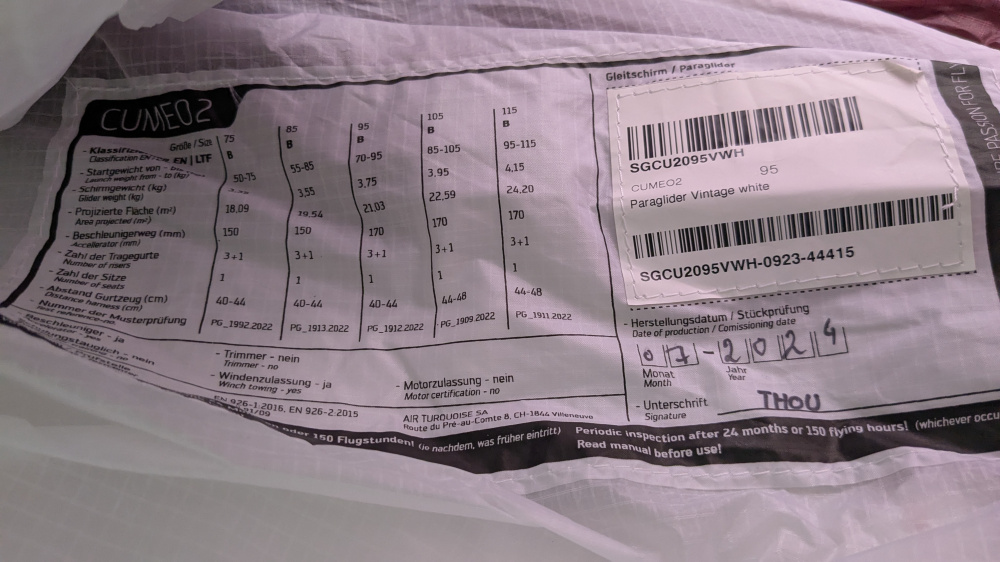 CUMEO2
Größe / Size 75 85 95 105 115
Classification EN | LTF B B B B B
- Startgewicht von -
Launch weight from - to (kg) 50-75 55-85 70-95 85-105 95-115
- Schirmgewicht (kg)
Glider weight (kg) 3,55 3,75 3,95 4,15
- Projizierte Fläche (m²)
Area projected (m²) 18,09 19,54 21,03 22,59 24,20
- Beschleunigerweg (mm)
Accellerator (mm) 150 150 170 170 170
- Zahl der Tragegurte
Number of risers 3+1 3+1 3+1 3+1 3+1
- Zahl der Sitze
Number of seats 1 1 1 1 1
- Abstand Gurtzeug (cm)
Distance harness (cm) 40-44 40-44 40-44 44-48 44-48
- Nummer der Musterprüfung
PG_1992.2022 PG_1913.2022 PG_1912.2022 PG_1909.2022 PG_1911.2022
Beschleuniger - ja
- nein
- Trimmer - nein
Trimmer - no
- Windenzulassung - ja
Winch towing - yes
- Motorzulassung - nein
Motor certification - no
EN 926-1:2016, EN 926-2:2015
AIR TURQUOISE SA
Route du Pré-au-Comte 8, CH-1844 Villeneuve
oder 150 Flugstunden! (je nachdem, was früher eintritt)
Periodic inspection after 24 months or 150 flying hours! (whichever occu
Read manual before use!
Gleitschirm / Paraglider
SGCU2095VWH
CUMEO2 95
Paraglider Vintage white
SGCU2095VWH-0923-44415
- Herstellungsdatum / Stückprüfung
Date of production / Comissioning date
07-2024
Monat Jahr
Month Year
- Unterschrift THOU
Signature
PASSION FOR FLY